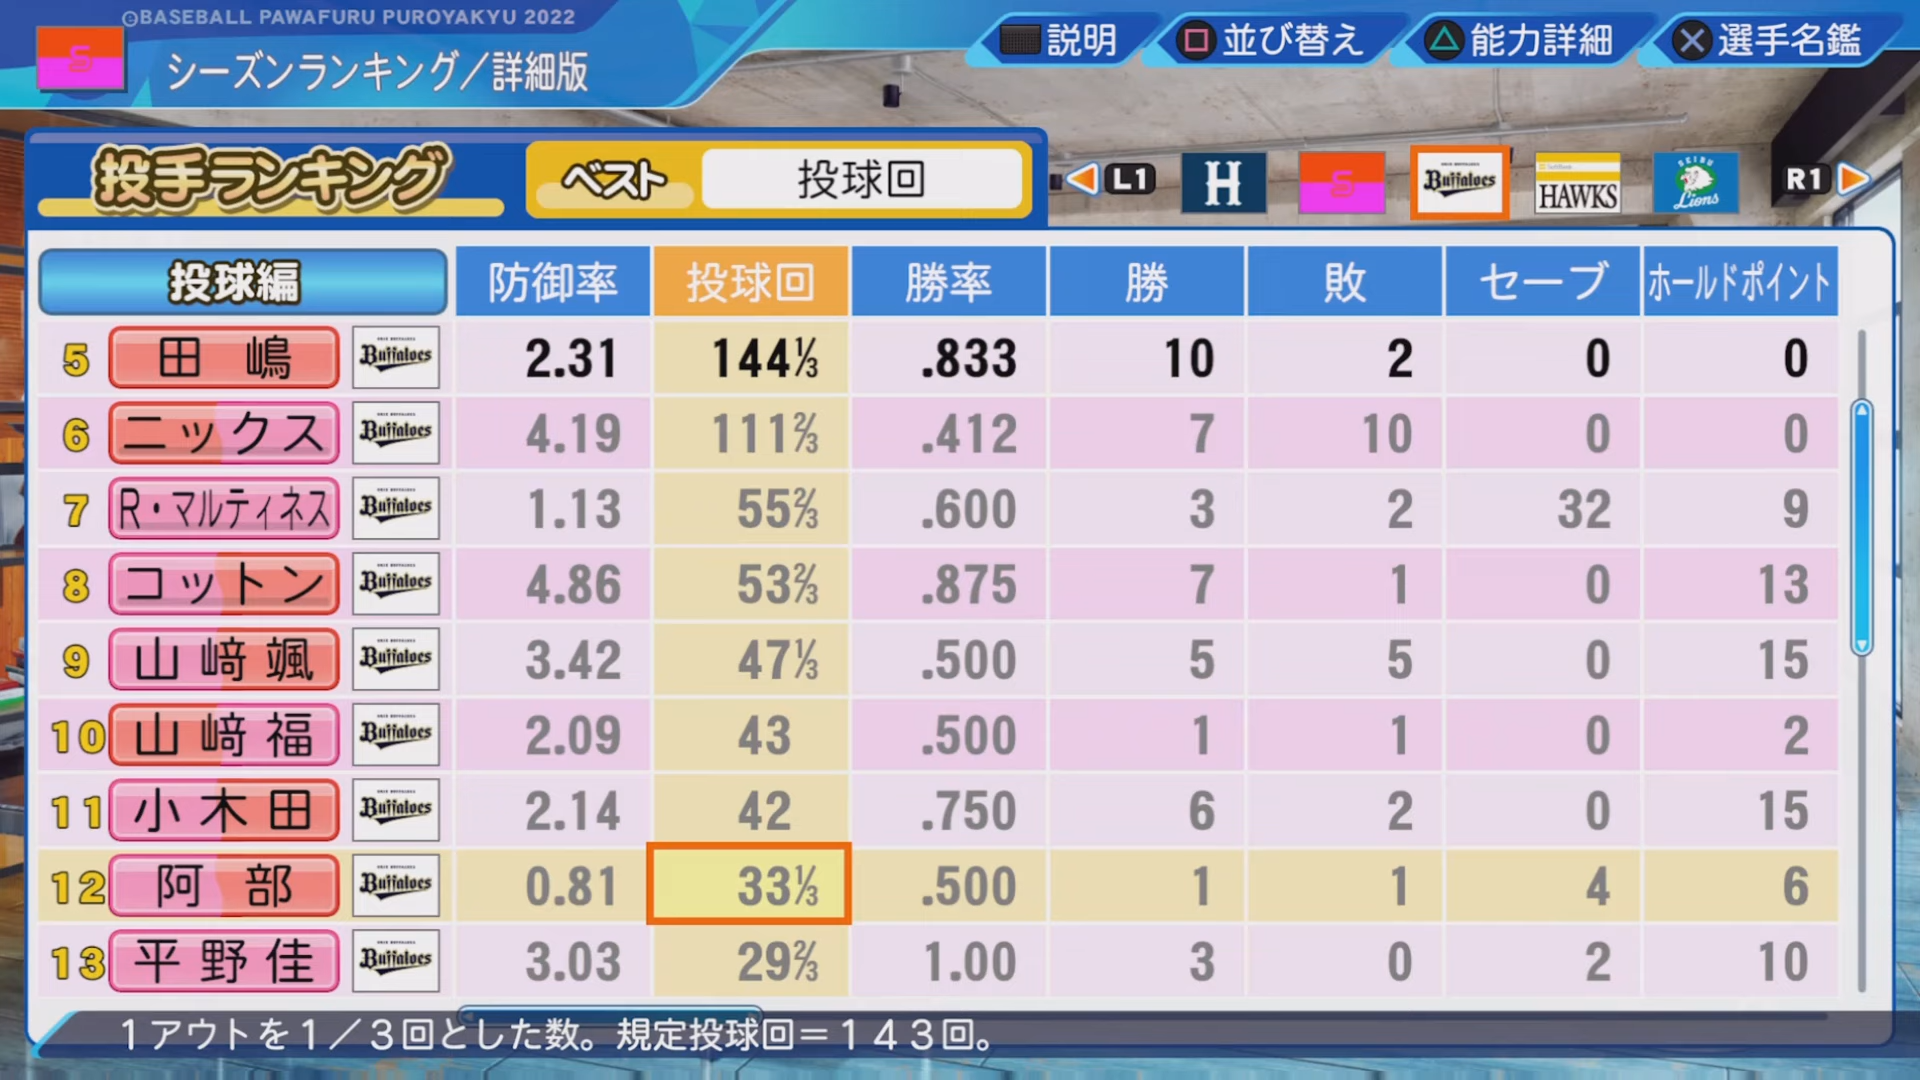 ©BASEBALL PAWAFURU PUROYAKYU 2022
S シーズンランキング／詳細版
説明 並び替え 能力詳細 選手名鑑
投手ランキング ベスト 投球回
L1 H S Buffaloes SoftBank HAWKS SEIBU Lions R1
投球編 防御率 投球回 勝率 勝 敗 セーブ ホールドポイント
5 田嶋 Buffaloes 2.31 144⅓ .833 10 2 0 0
6 ニックス Buffaloes 4.19 111⅔ .412 7 10 0 0
7 R・マルティネス Buffaloes 1.13 55⅔ .600 3 2 32 9
8 コットン Buffaloes 4.86 53⅔ .875 7 1 0 13
9 山﨑颯 Buffaloes 3.42 47⅓ .500 5 5 0 15
10 山﨑福 Buffaloes 2.09 43 .500 1 1 0 2
11 小木田 Buffaloes 2.14 42 .750 6 2 0 15
12 阿部 Buffaloes 0.81 33⅓ .500 1 1 4 6
13 平野佳 Buffaloes 3.03 29⅔ 1.00 3 0 2 10
１アウトを１／３回とした数。規定投球回＝１４３回。